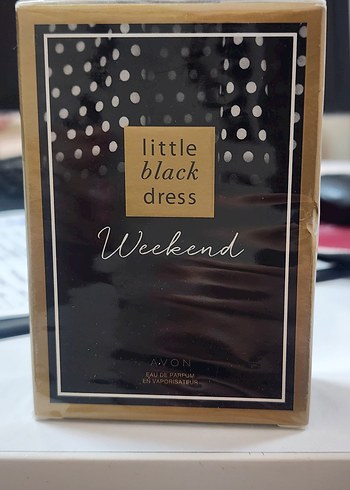 little
black
dress
Weekend
AVON
EAU DE PARFUM
EN VAPORISATEUR